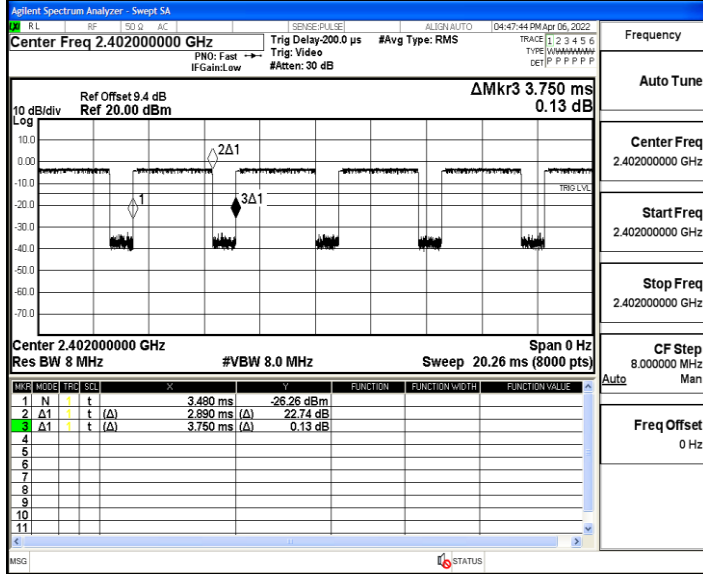 Agilent Spectrum Analyzer - Swept SA
RL RF 50 Ω AC SENSE:PULSE ALIGN AUTO 04:47:44 PM Apr 06, 2022
Center Freq 2.402000000 GHz
PNO: Fast
IFGain:Low
Trig Delay-200.0 µs
Trig: Video
#Atten: 30 dB
#Avg Type: RMS
TRACE 1 2 3 4 5 6
TYPE WWWWWW
DET P P P P P P
Ref Offset 9.4 dB
Ref 20.00 dBm
10 dB/div
Log
ΔMkr3 3.750 ms
0.13 dB
10.0
0.00
-10.0
-20.0
-30.0
-40.0
-50.0
-60.0
-70.0
2Δ1
1
3Δ1
TRIG LVL
Center 2.402000000 GHz Span 0 Hz
Res BW 8 MHz #VBW 8.0 MHz Sweep 20.26 ms (8000 pts)
MKR MODE TRC SCL X Y FUNCTION FUNCTION WIDTH FUNCTION VALUE
1 N 1 t 3.480 ms -26.26 dBm
2 Δ1 1 t (Δ) 2.890 ms (Δ) 22.74 dB
3 Δ1 1 t (Δ) 3.750 ms (Δ) 0.13 dB
4
5
6
7
8
9
10
11
MSG STATUS
Frequency
Auto Tune
Center Freq
2.402000000 GHz
Start Freq
2.402000000 GHz
Stop Freq
2.402000000 GHz
CF Step
8.000000 MHz
Auto Man
Freq Offset
0 Hz